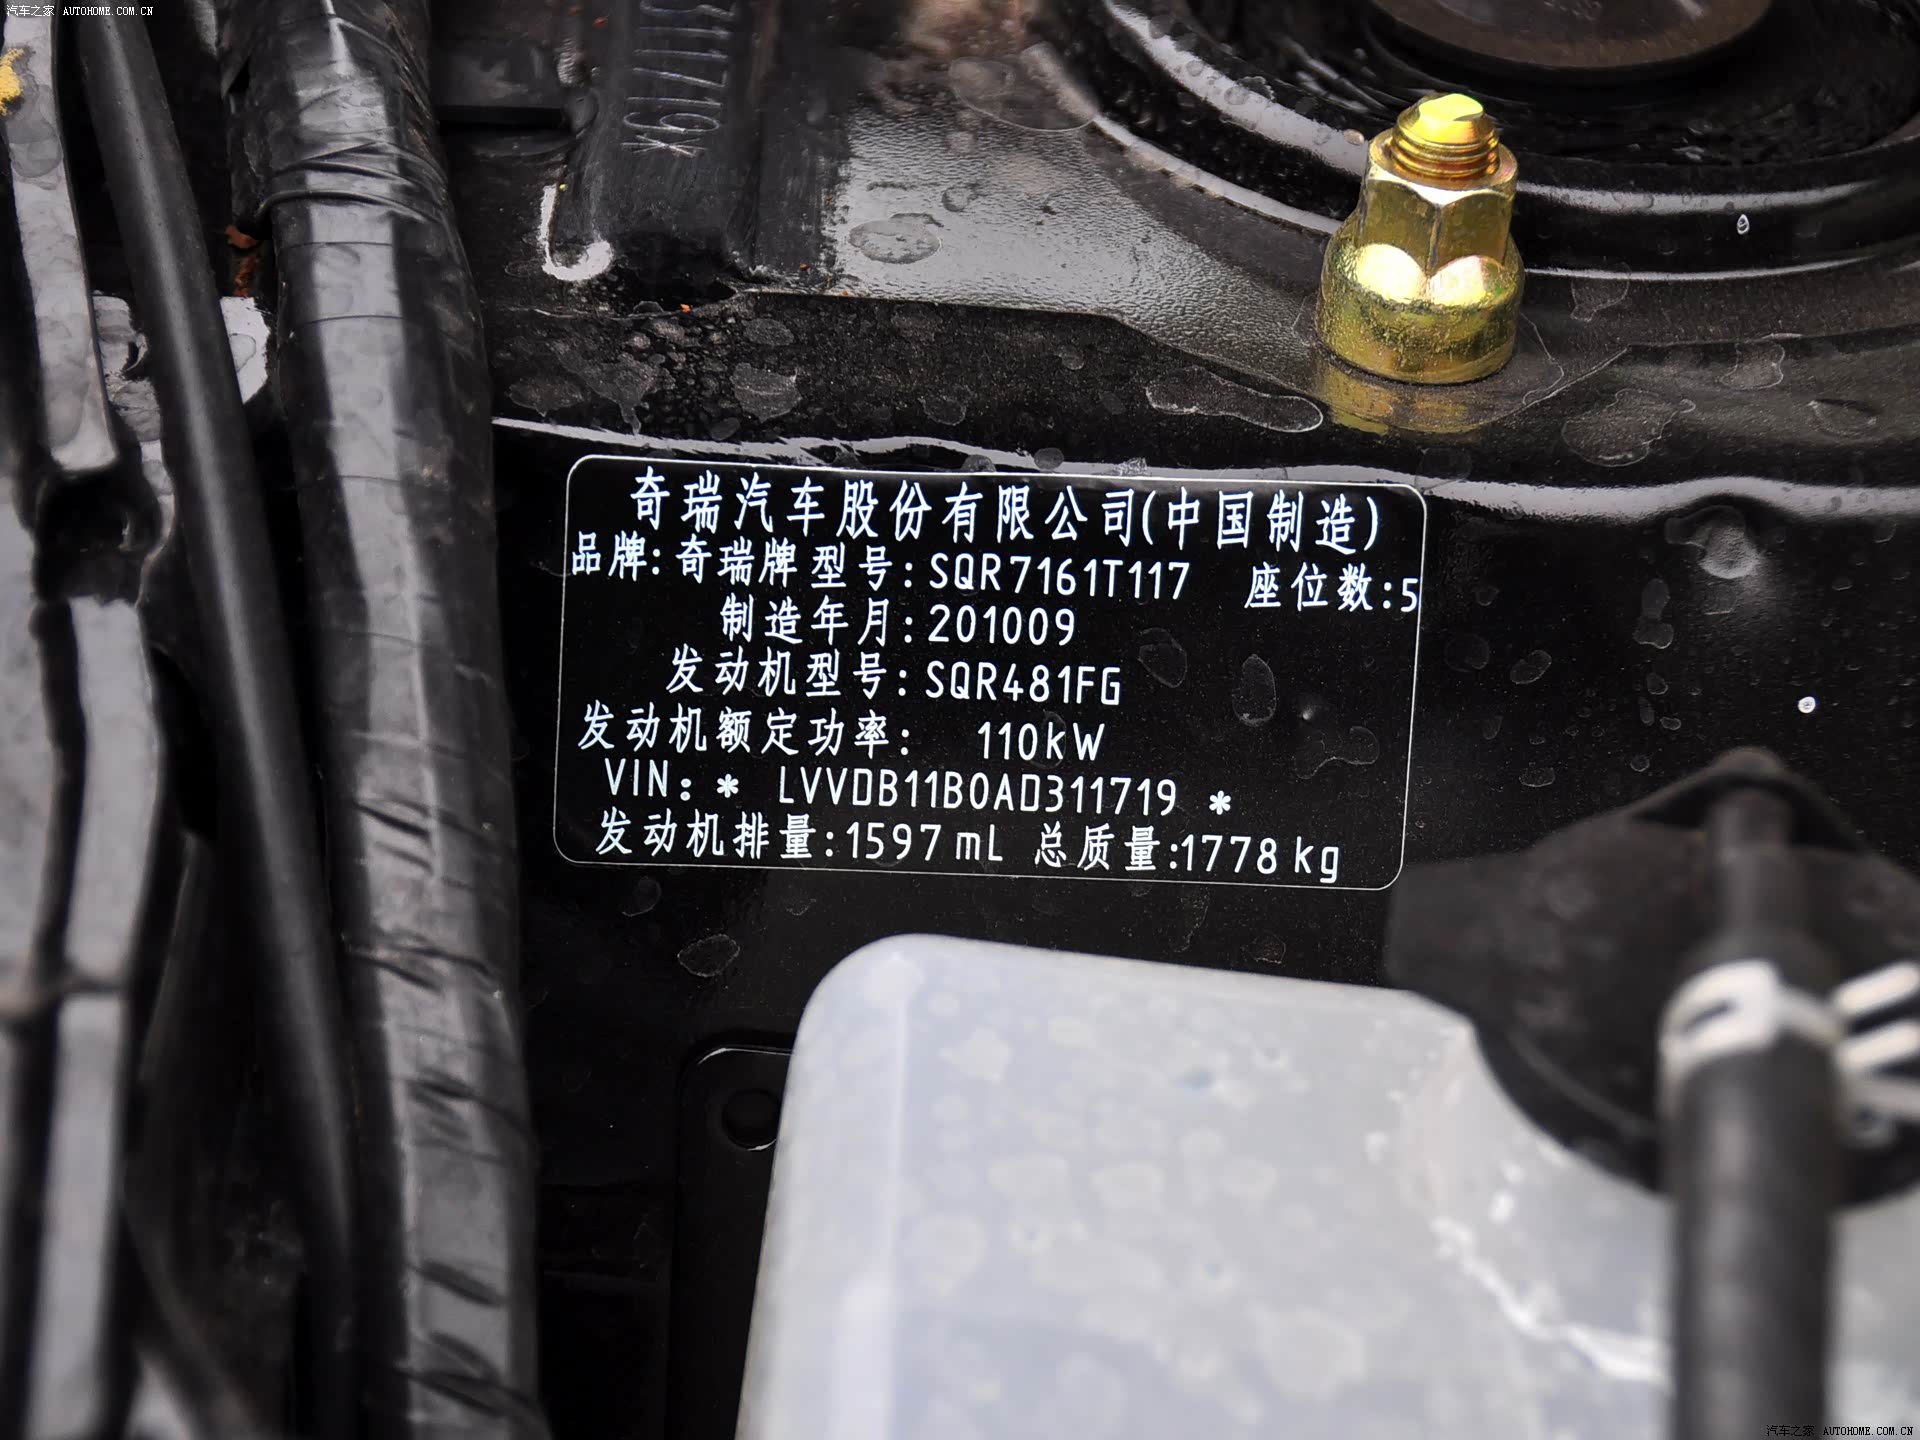 汽车之家 AUTOHOME.COM.CN
311719*
奇瑞汽车股份有限公司(中国制造)
品牌:奇瑞牌 型号:SQR7161T117 座位数:5
制造年月:201009
发动机型号:SQR481FG
发动机额定功率: 110kW
VIN:* LVVDB11B0AD311719 *
发动机排量:1597mL 总质量:1778kg
汽车之家 AUTOHOME.COM.CN